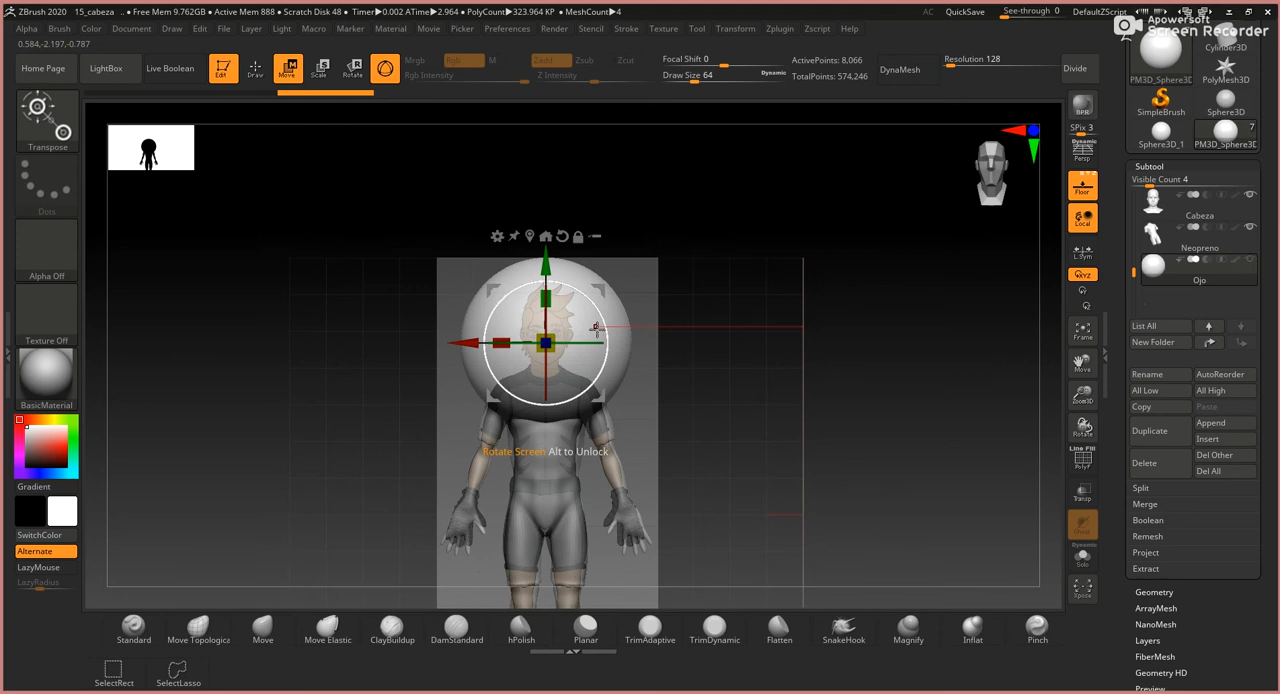 ZBrush 2020 15_cabeza • Free Mem 9.762GB • Active Mem 888 • Scratch Disk 48 • Timer▶0.002 ATime▶2.964 • PolyCount▶323.964 KP • MeshCount▶4
AC QuickSave See-through 0 DefaultZScript
Alpha Brush Color Document Draw Edit File Layer Light Macro Marker Material Movie Picker Preferences Render Stencil Stroke Texture Tool Transform Zplugin Zscript Help
Apowersoft
Screen Recorder
0.584,-2.197,-0.787
Home Page LightBox Live Boolean Edit Draw Move Scale Rotate
Mrgb Rgb Zadd Zsub Zcut
Rgb Intensity Z Intensity
Focal Shift 0
Draw Size 64 Dynamic
ActivePoints: 8,066
TotalPoints: 574,246
DynaMesh
Resolution 128
Divide
Transpose
Dots
Alpha Off
Texture Off
BasicMaterial
Gradient
SwitchColor
Alternate
LazyMouse
LazyRadius
Rotate Screen Alt to Unlock
BPR
SPix 3
Dynamic
Persp
Floor
Local
L.Sym
XYZ
Frame
Move
Zoom3D
Rotate
Line Fill
PolyF
Transp
Dynamic
Solo
Xpose
Cylinder3D
PM3D_Sphere3D PolyMesh3D
SimpleBrush Sphere3D
7
Sphere3D_1 PM3D_Sphere3D
Subtool
Visible Count 4
Cabeza
Neopreno
Ojo
List All
New Folder
Rename AutoReorder
All Low All High
Copy Paste
Duplicate Append
Insert
Delete Del Other
Del All
Split
Merge
Boolean
Remesh
Project
Extract
Geometry
ArrayMesh
NanoMesh
Layers
FiberMesh
Geometry HD
Preview
Standard Move Topologica Move Move Elastic ClayBuildup DamStandard hPolish Planar TrimAdaptive TrimDynamic Flatten SnakeHook Magnify Inflat Pinch
SelectRect SelectLasso